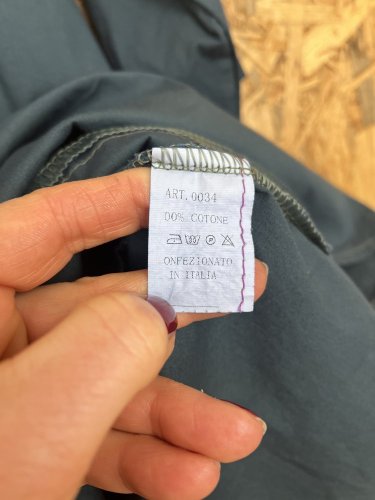 ART.0034
00% COTONE
ONFEZIONATO
IN ITALIA